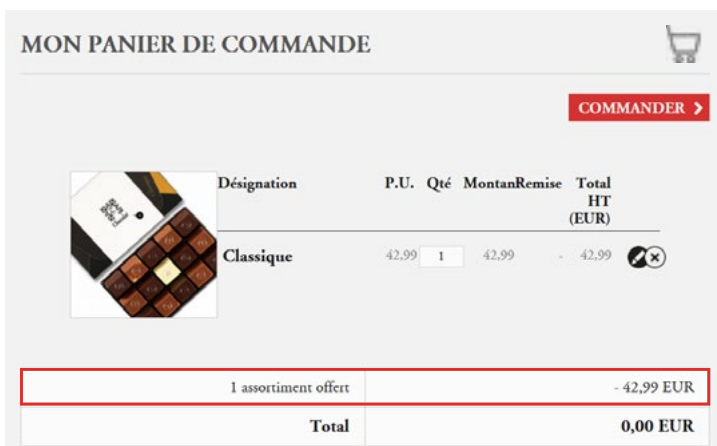 MON PANIER DE COMMANDE
COMMANDER
Désignation P.U. Qté MontanRemise Total HT (EUR)
Classique 42,99 1 42,99 - 42,99
1 assortiment offert - 42,99 EUR
Total 0,00 EUR